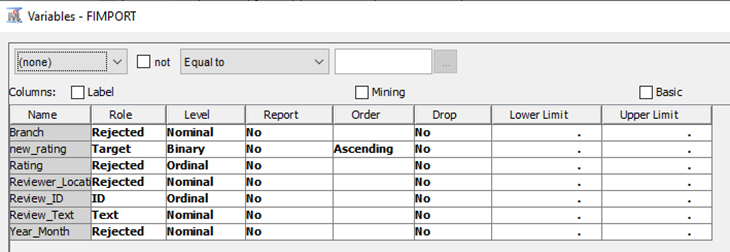 Variables - FIMPORT
(none) not Equal to ...
Columns: Label Mining Basic
Name Role Level Report Order Drop Lower Limit Upper Limit
Branch Rejected Nominal No No . .
new_rating Target Binary No Ascending No . .
Rating Rejected Ordinal No No . .
Reviewer_Locati Rejected Nominal No No . .
Review_ID ID Ordinal No No . .
Review_Text Text Nominal No No . .
Year_Month Rejected Nominal No No . .